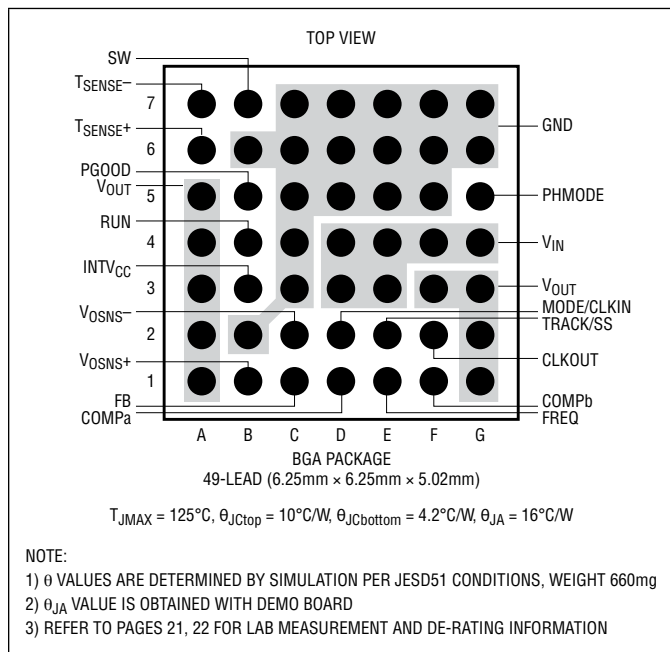 TOP VIEW
SW
TSENSE–
7
TSENSE+
GND
6
PGOOD
VOUT
5
PHMODE
RUN
4
VIN
INTVCC
3
VOUT
VOSNS–
MODE/CLKIN
TRACK/SS
2
VOSNS+
CLKOUT
1
FB
COMPb
COMPa
FREQ
A B C D E F G
BGA PACKAGE
49-LEAD (6.25mm × 6.25mm × 5.02mm)
TJMAX = 125°C, θJCtop = 10°C/W, θJCbottom = 4.2°C/W, θJA = 16°C/W
NOTE:
1) θ VALUES ARE DETERMINED BY SIMULATION PER JESD51 CONDITIONS, WEIGHT 660mg
2) θJA VALUE IS OBTAINED WITH DEMO BOARD
3) REFER TO PAGES 21, 22 FOR LAB MEASUREMENT AND DE-RATING INFORMATION